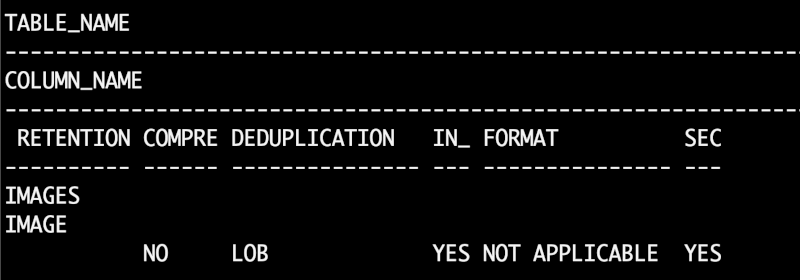 TABLE_NAME
--------------------------------------------------------------------------------
COLUMN_NAME
--------------------------------------------------------------------------------
 RETENTION COMPRE DEDUPLICATION   IN_ FORMAT          SEC
---------- ------ --------------- --- --------------- ---
IMAGES
IMAGE
           NO     LOB             YES NOT APPLICABLE  YES